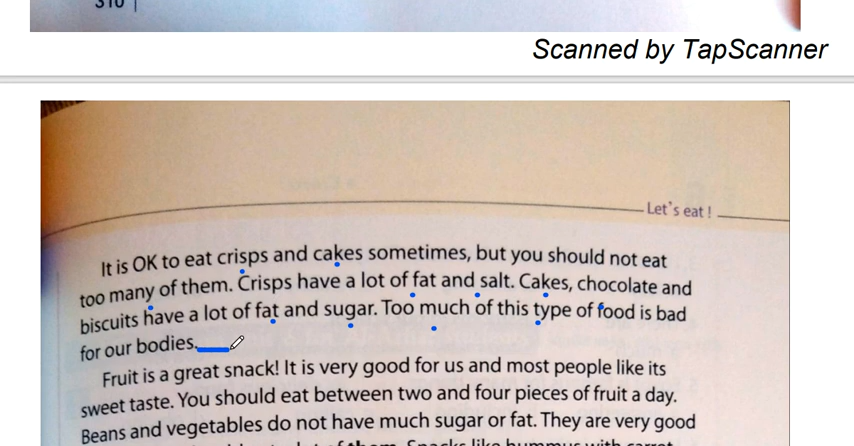 310
Scanned by TapScanner
Let's eat !
It is OK to eat crisps and cakes sometimes, but you should not eat
too many of them. Crisps have a lot of fat and salt. Cakes, chocolate and
biscuits have a lot of fat and sugar. Too much of this type of food is bad
for our bodies.
Fruit is a great snack! It is very good for us and most people like its
sweet taste. You should eat between two and four pieces of fruit a day.
Beans and vegetables do not have much sugar or fat. They are very good